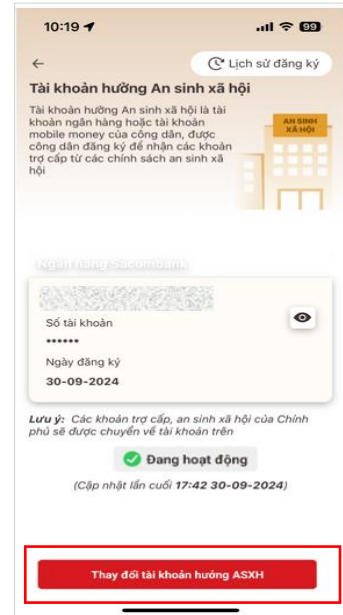 10:19
99
Lịch sử đăng ký
Tài khoản hưởng An sinh xã hội
Tài khoản hưởng An sinh xã hội là tài
khoản ngân hàng hoặc tài khoản
mobile money của công dân, được
công dân đăng ký để nhận các khoản
trợ cấp từ các chính sách an sinh xã
hội
AN SINH
XÃ HỘI
Ngân hàng Sacombank
Số tài khoản
••••••
Ngày đăng ký
30-09-2024
Lưu ý: Các khoản trợ cấp, an sinh xã hội của Chính
phủ sẽ được chuyển về tài khoản trên
Đang hoạt động
(Cập nhật lần cuối 17:42 30-09-2024)
Thay đổi tài khoản hưởng ASXH